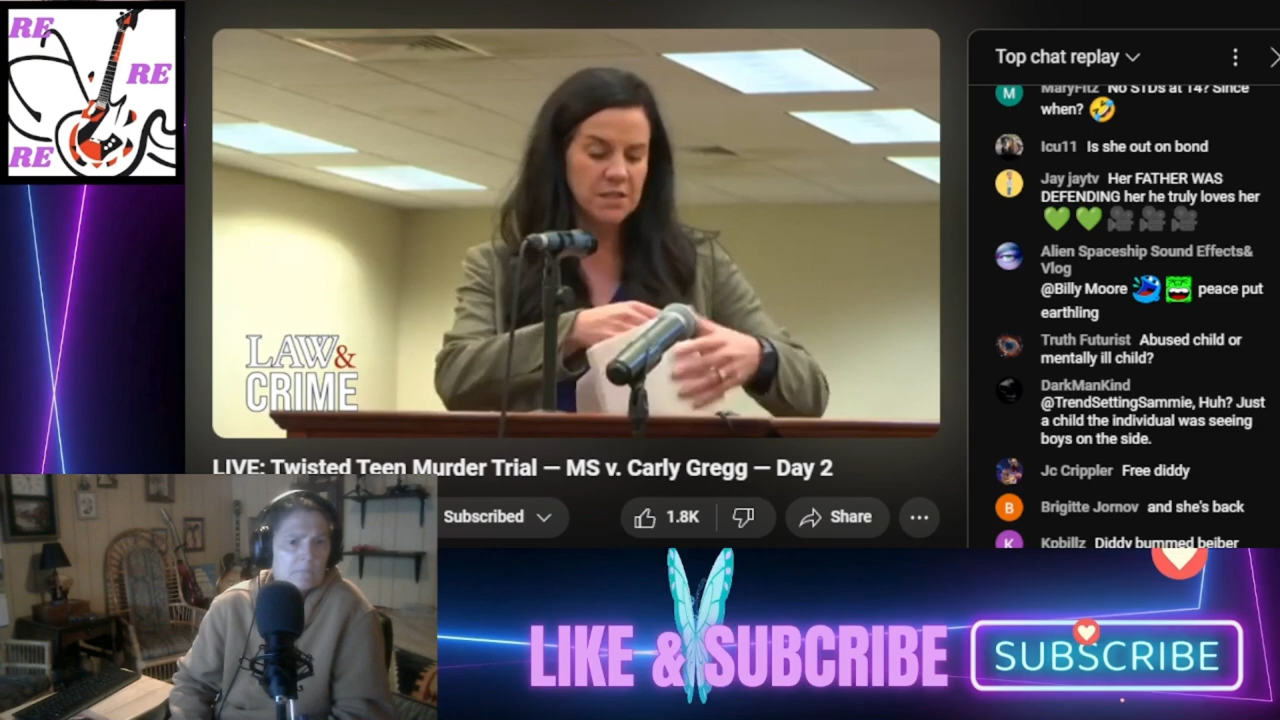 RE
RE
RE
LAW&
CRIME
LIVE: Twisted Teen Murder Trial — MS v. Carly Gregg — Day 2
Subscribed
1.8K
Share
Top chat replay
MaryFitz No STDs at 14? Since
when? 🤣
Icu11 Is she out on bond
Jay jaytv Her FATHER WAS
DEFENDING her he truly loves her
💚 💚 🎥 🎥 🎥
Alien Spaceship Sound Effects&
Vlog
@Billy Moore peace put
earthling
Truth Futurist Abused child or
mentally ill child?
DarkManKind
@TrendSettingSammie, Huh? Just
a child the individual was seeing
boys on the side.
Jc Crippler Free diddy
Brigitte Jornov and she's back
Kpbillz Diddy bummed beiber
M
B
K
LIKE & SUBCRIBE
SUBSCRIBE